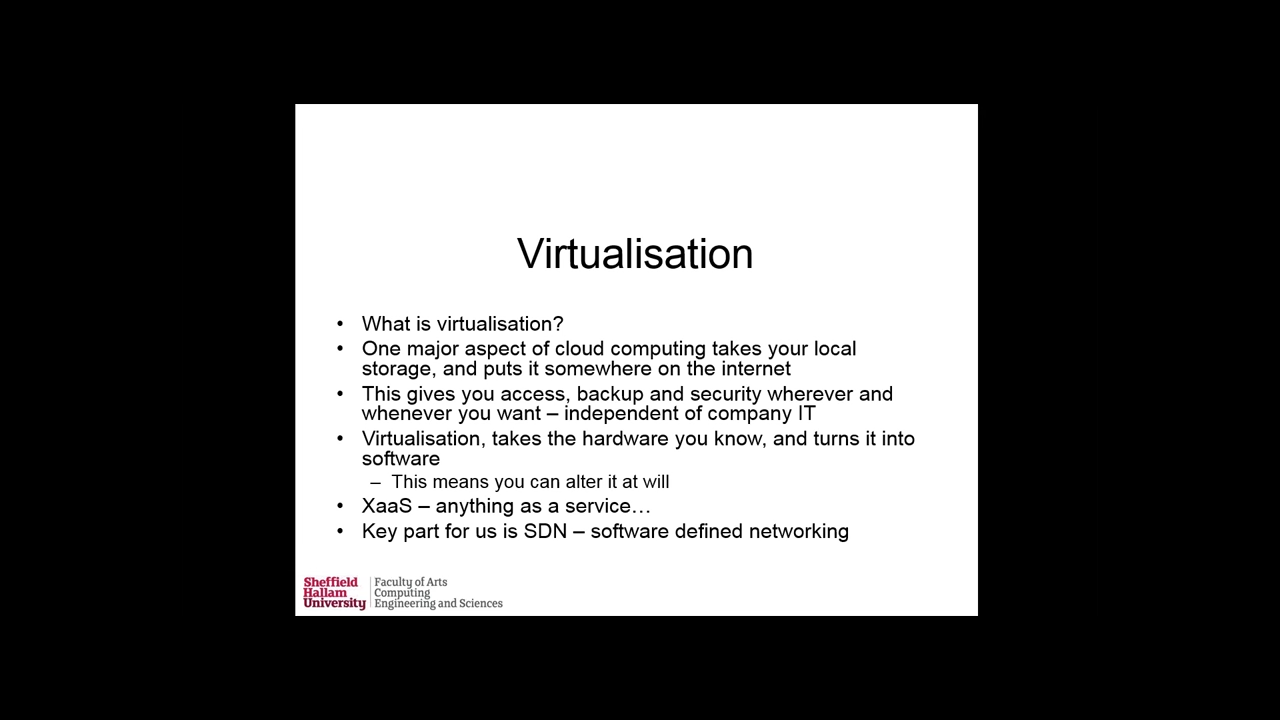 Virtualisation
• What is virtualisation?
• One major aspect of cloud computing takes your local
storage, and puts it somewhere on the internet
• This gives you access, backup and security wherever and
whenever you want – independent of company IT
• Virtualisation, takes the hardware you know, and turns it into
software
– This means you can alter it at will
• XaaS – anything as a service…
• Key part for us is SDN – software defined networking
Sheffield
Hallam
University
Faculty of Arts
Computing
Engineering and Sciences